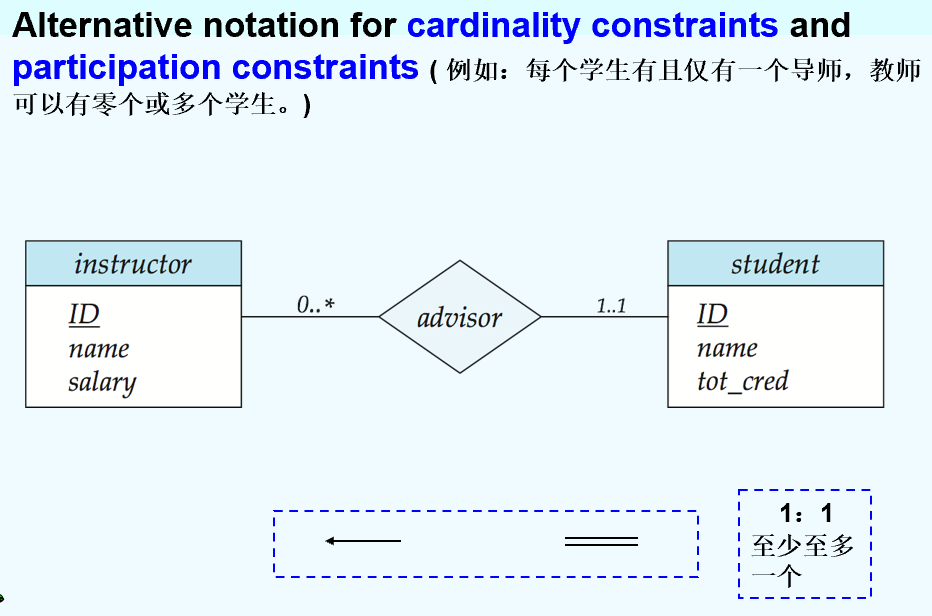 Alternative notation for cardinality constraints and
participation constraints ( 例如：每个学生有且仅有一个导师，教师
可以有零个或多个学生。)
instructor
ID
name
salary
0..*
advisor
1..1
student
ID
name
tot_cred
1：1
至少至多
一个